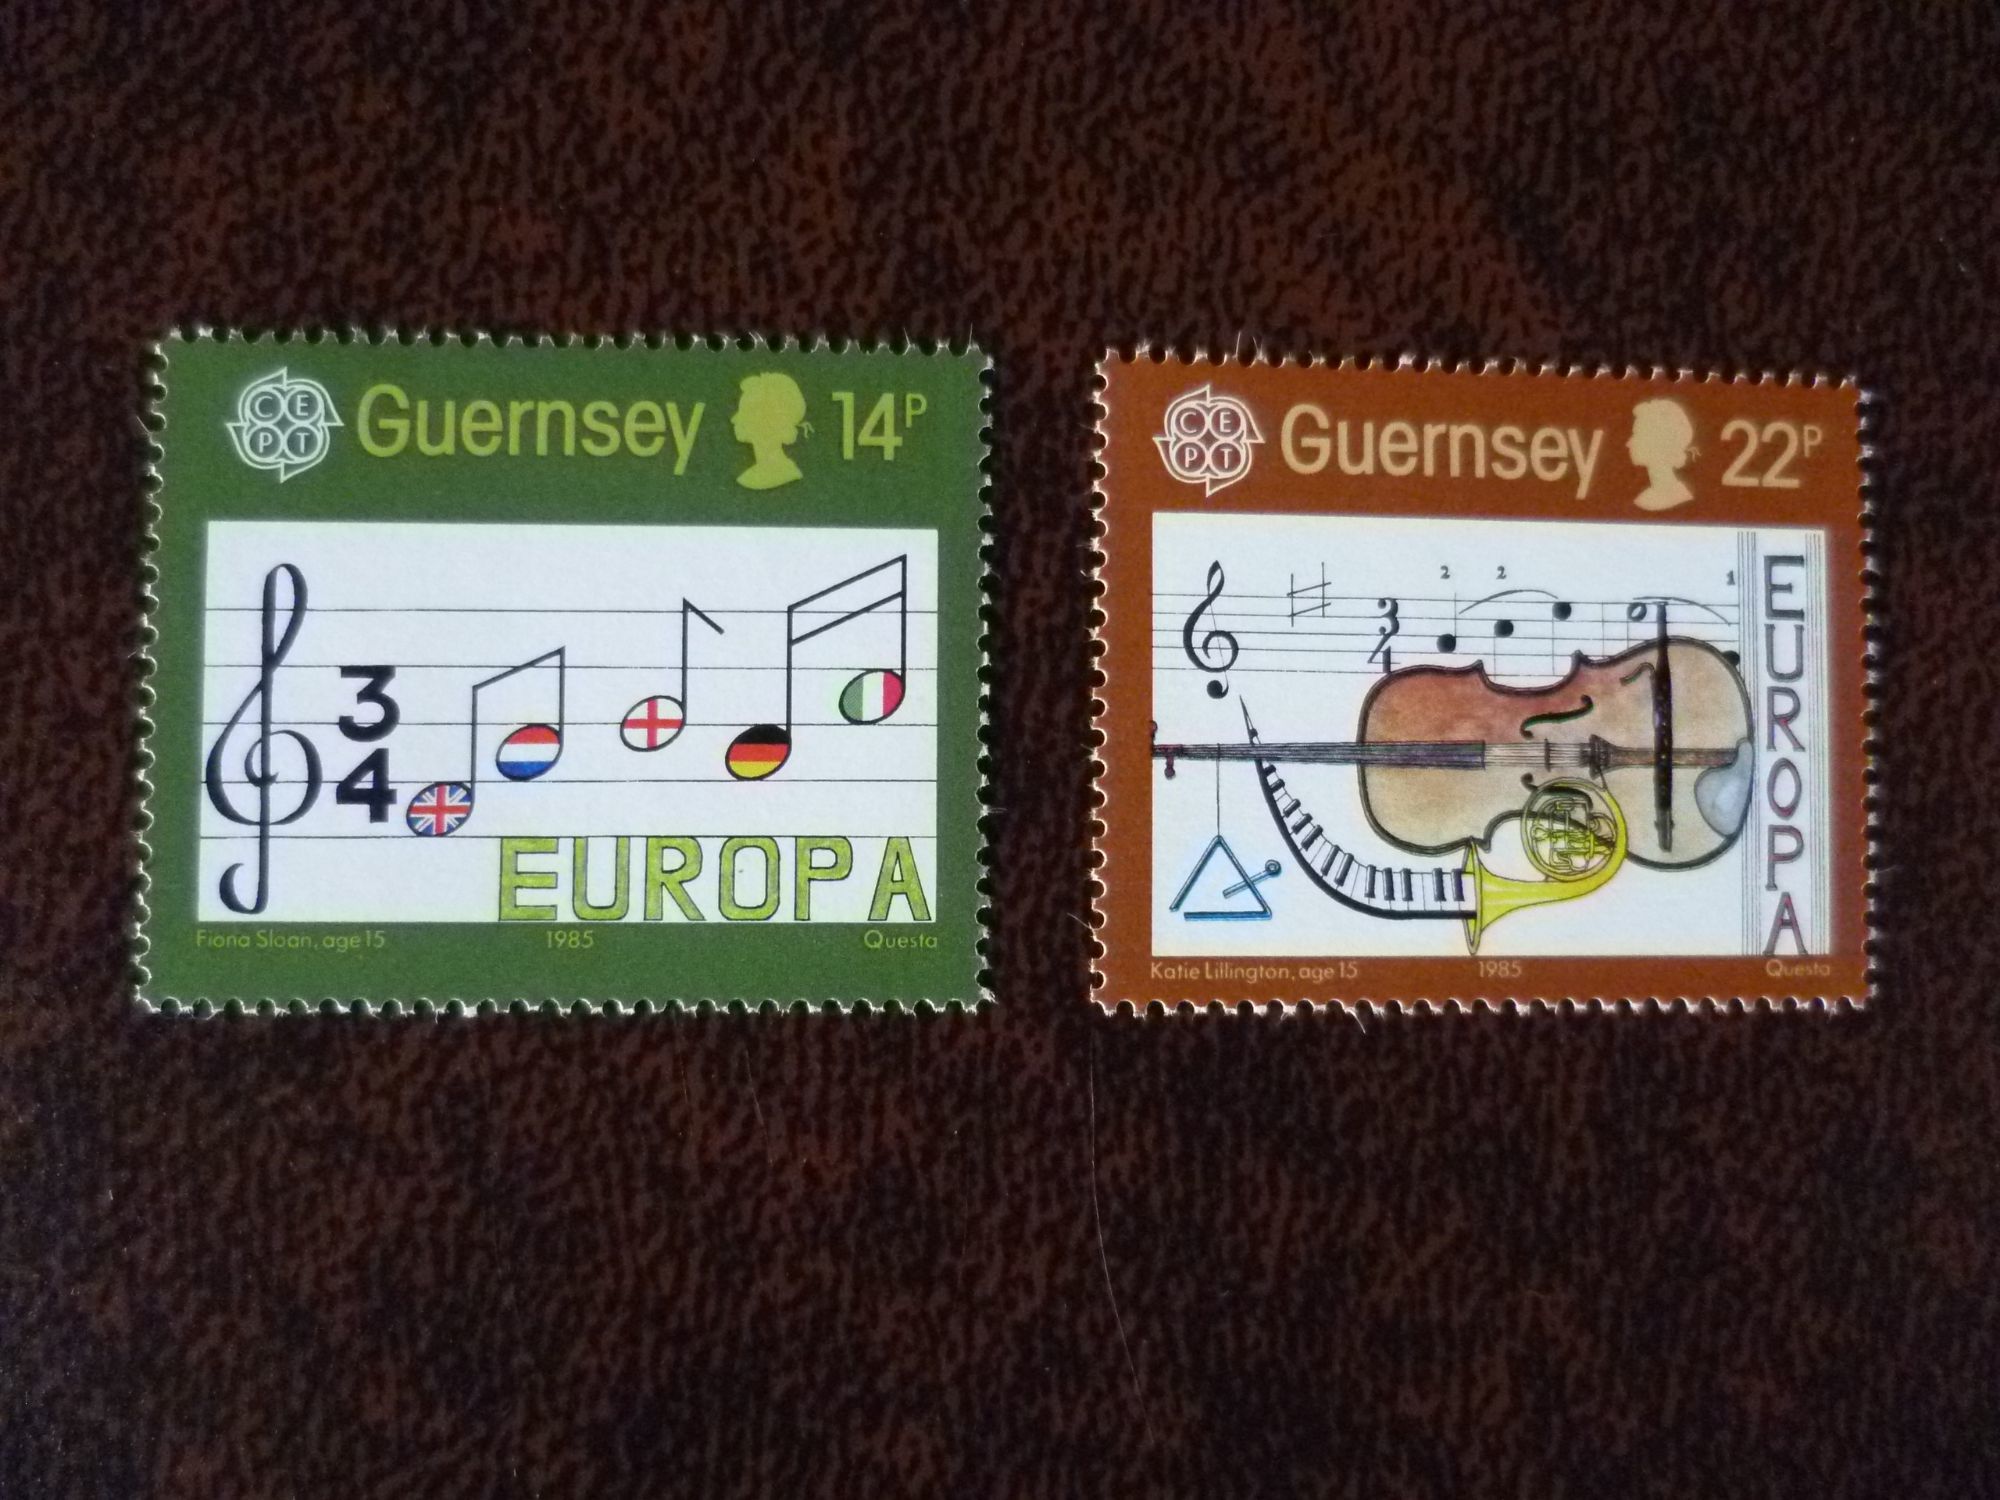 CEPT Guernsey 14P
3
4
EUROPA
Fiona Sloan, age 15 1985 Questa
CEPT Guernsey 22P
2 2 1
3
4
EUROPA
Katie Lillington, age 15 1985 Questa